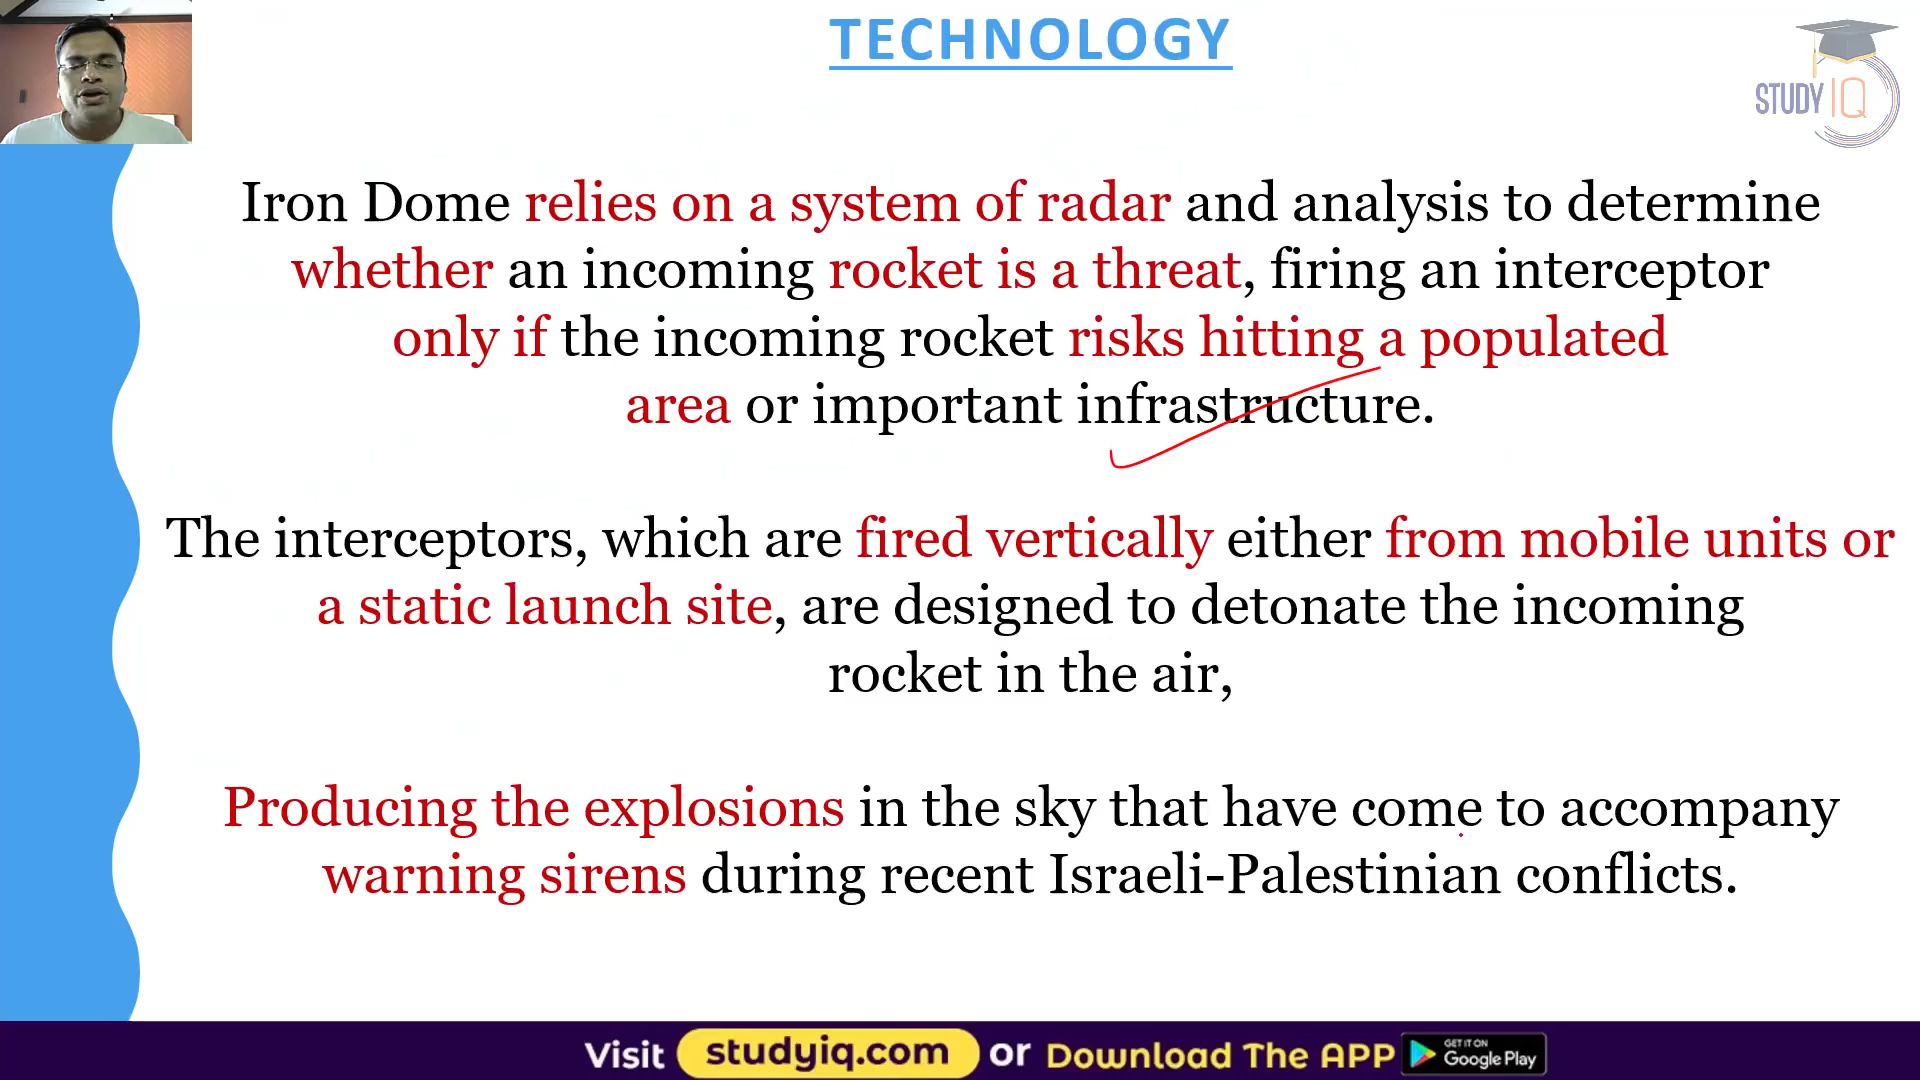 TECHNOLOGY
STUDY IQ
Iron Dome relies on a system of radar and analysis to determine
whether an incoming rocket is a threat, firing an interceptor
only if the incoming rocket risks hitting a populated
area or important infrastructure.
The interceptors, which are fired vertically either from mobile units or
a static launch site, are designed to detonate the incoming
rocket in the air,
Producing the explosions in the sky that have come to accompany
warning sirens during recent Israeli-Palestinian conflicts.
Visit studyiq.com or Download The APP GET IT ON Google Play